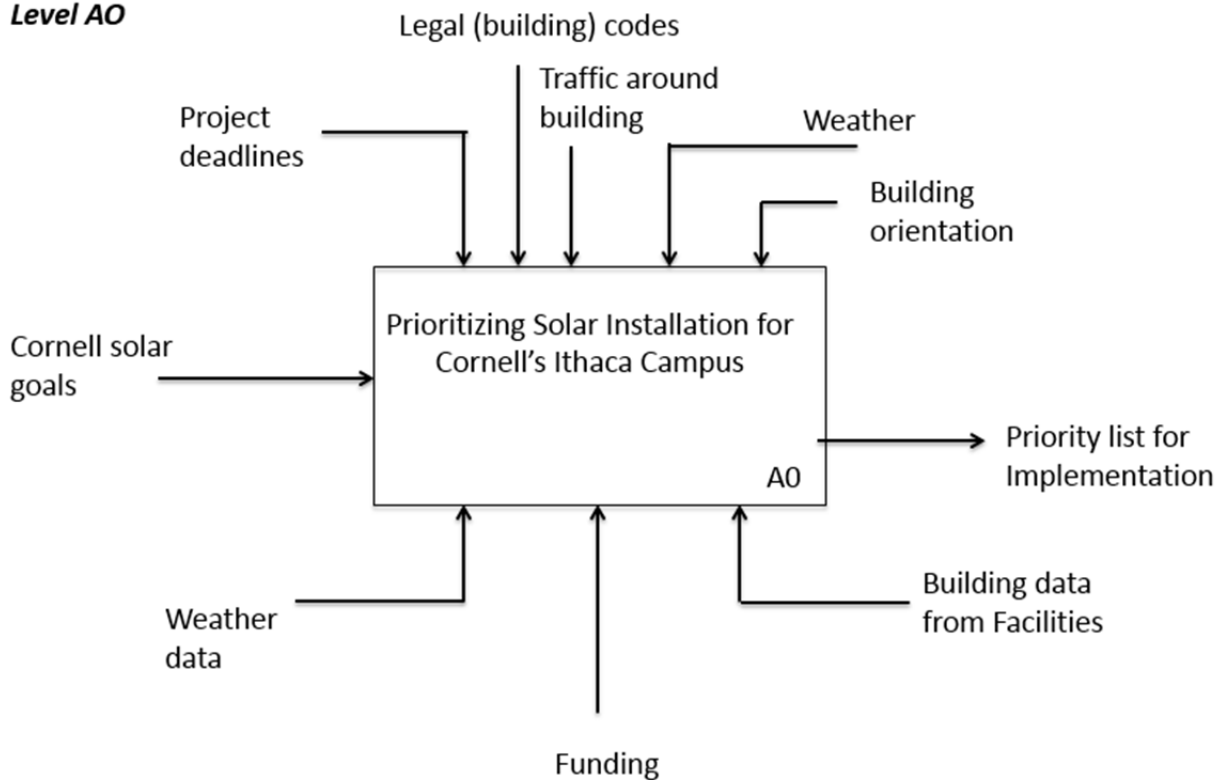 Level AO
Legal (building) codes
Traffic around
building
Project
deadlines
Weather
Building
orientation
Prioritizing Solar Installation for
Cornell’s Ithaca Campus
Cornell solar
goals
Priority list for
Implementation
A0
Building data
from Facilities
Weather
data
Funding